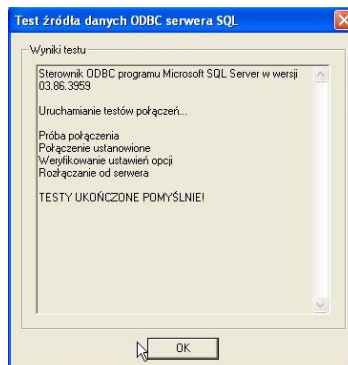 Test źródła danych ODBC serwera SQL
Wyniki testu
Sterownik ODBC programu Microsoft SQL Server w wersji
03.86.3959
Uruchamianie testów połączeń...
Próba połączenia
Połączenie ustanowione
Weryfikowanie ustawień opcji
Rozłączanie od serwera
TESTY UKOŃCZONE POMYŚLNIE!
OK